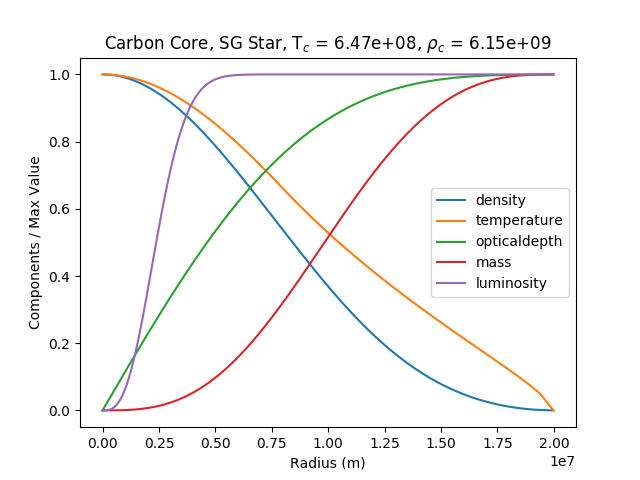 Carbon Core, SG Star, T_c = 6.47e+08, ρ_c = 6.15e+09
Components / Max Value
1.0
0.8
0.6
0.4
0.2
0.0
density
temperature
opticaldepth
mass
luminosity
0.00 0.25 0.50 0.75 1.00 1.25 1.50 1.75 2.00
1e7
Radius (m)